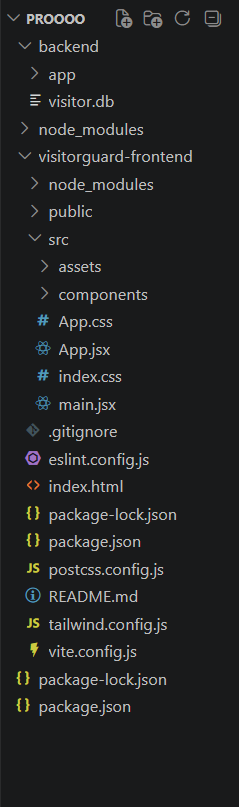 PROOOO
backend
app
visitor.db
node_modules
visitorguard-frontend
node_modules
public
src
assets
components
# App.css
App.jsx
# index.css
main.jsx
.gitignore
eslint.config.js
<> index.html
{} package-lock.json
{} package.json
JS postcss.config.js
README.md
JS tailwind.config.js
vite.config.js
{} package-lock.json
{} package.json